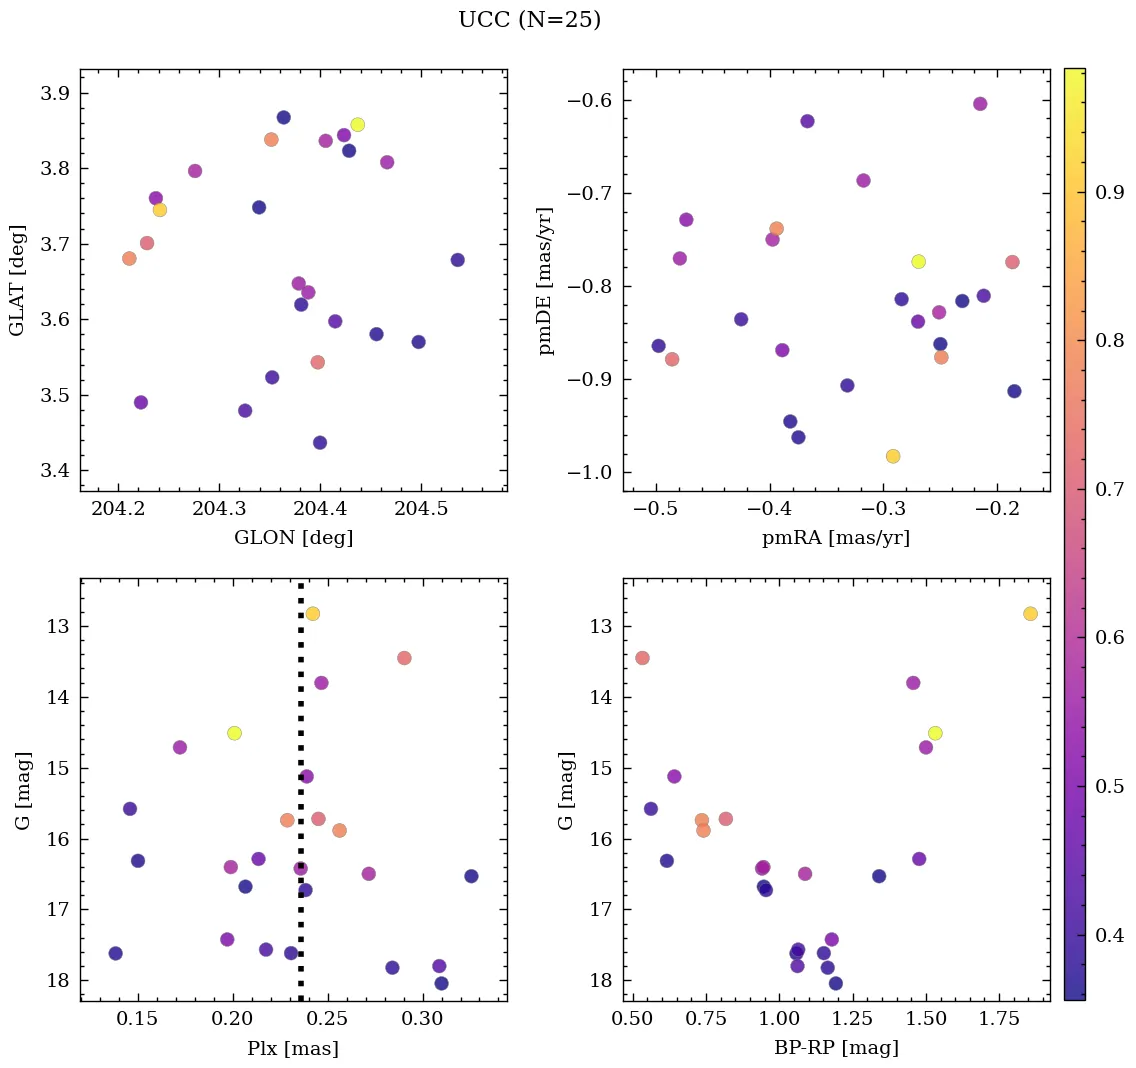 UCC (N=25)
3.9
3.8
3.7
3.6
3.5
3.4
GLAT [deg]
204.2 204.3 204.4 204.5
GLON [deg]
−0.6
−0.7
−0.8
−0.9
−1.0
pmDE [mas/yr]
−0.5 −0.4 −0.3 −0.2
pmRA [mas/yr]
13
14
15
16
17
18
G [mag]
0.15 0.20 0.25 0.30
Plx [mas]
13
14
15
16
17
18
G [mag]
0.50 0.75 1.00 1.25 1.50 1.75
BP-RP [mag]
0.9
0.8
0.7
0.6
0.5
0.4